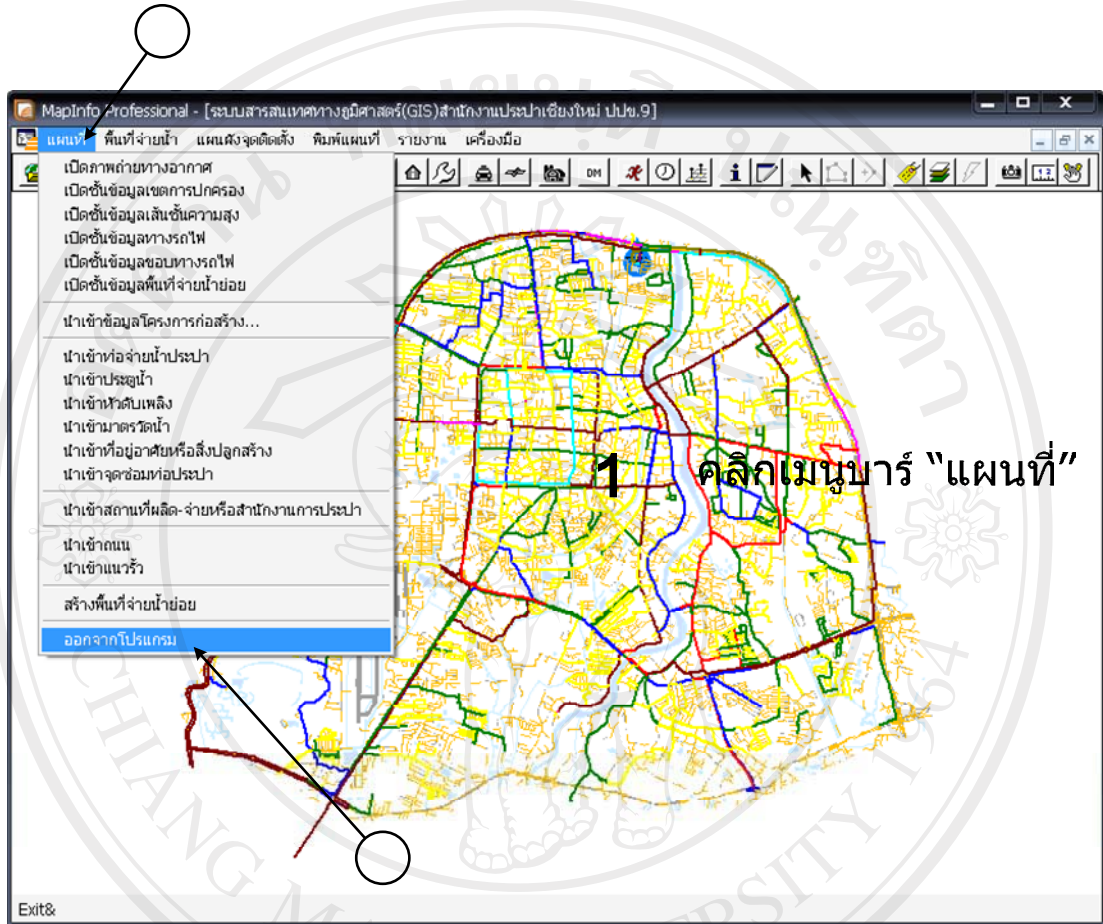 MapInfo Professional - [ระบบสารสนเทศทางภูมิศาสตร์(GIS)สำนักงานประปาเชียงใหม่ ปปข.9]
แผนที่ พื้นที่จ่ายน้ำ แผนผังจุดติดตั้ง พิมพ์แผนที่ รายงาน เครื่องมือ
DM
เปิดภาพถ่ายทางอากาศ
เปิดชั้นข้อมูลเขตการปกครอง
เปิดชั้นข้อมูลเส้นชั้นความสูง
เปิดชั้นข้อมูลทางรถไฟ
เปิดชั้นข้อมูลขอบทางรถไฟ
เปิดชั้นข้อมูลพื้นที่จ่ายน้ำย่อย
นำเข้าข้อมูลโครงการก่อสร้าง...
นำเข้าท่อจ่ายน้ำประปา
นำเข้าประตูน้ำ
นำเข้าหัวดับเพลิง
นำเข้ามาตรวัดน้ำ
นำเข้าที่อยู่อาศัยหรือสิ่งปลูกสร้าง
นำเข้าจุดซ่อมท่อประปา
นำเข้าสถานที่ผลิต-จ่ายหรือสำนักงานการประปา
นำเข้าถนน
นำเข้าแนวรั้ว
สร้างพื้นที่จ่ายน้ำย่อย
ออกจากโปรแกรม
1 คลิกเมนูบาร์ “แผนที่”
Exit&